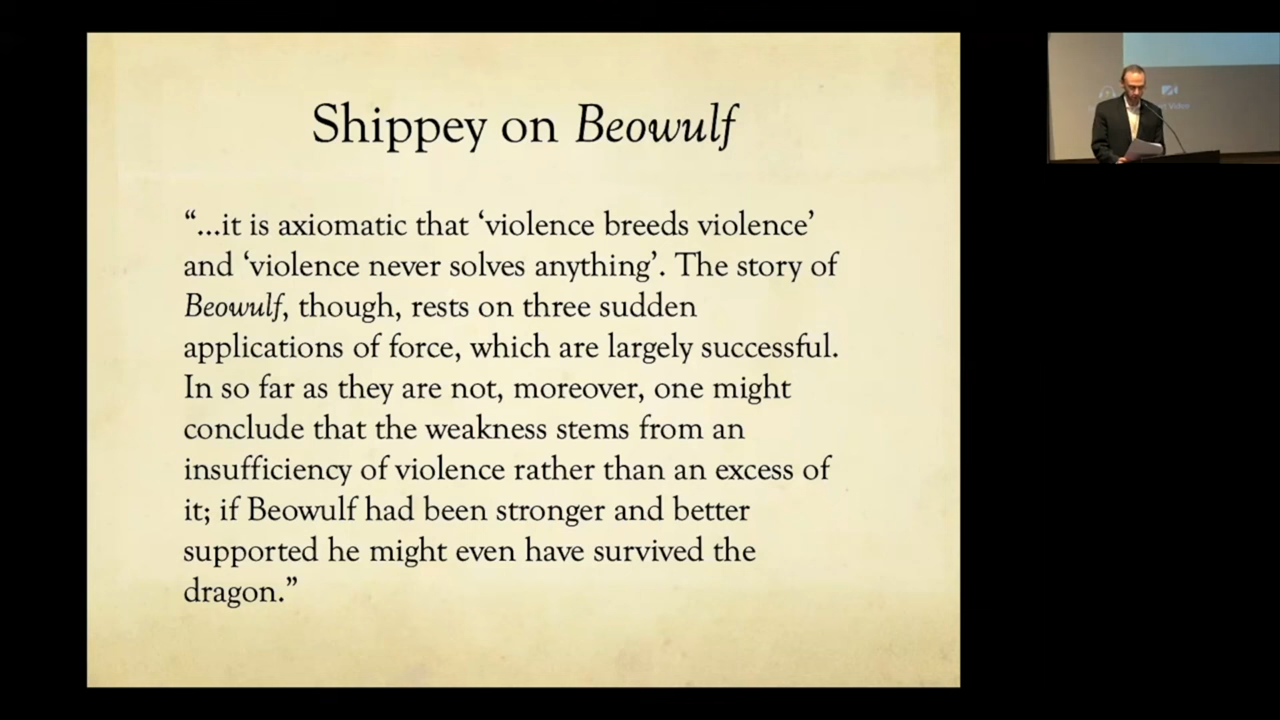 Shippey on Beowulf
“...it is axiomatic that ‘violence breeds violence’
and ‘violence never solves anything’. The story of
Beowulf, though, rests on three sudden
applications of force, which are largely successful.
In so far as they are not, moreover, one might
conclude that the weakness stems from an
insufficiency of violence rather than an excess of
it; if Beowulf had been stronger and better
supported he might even have survived the
dragon.”